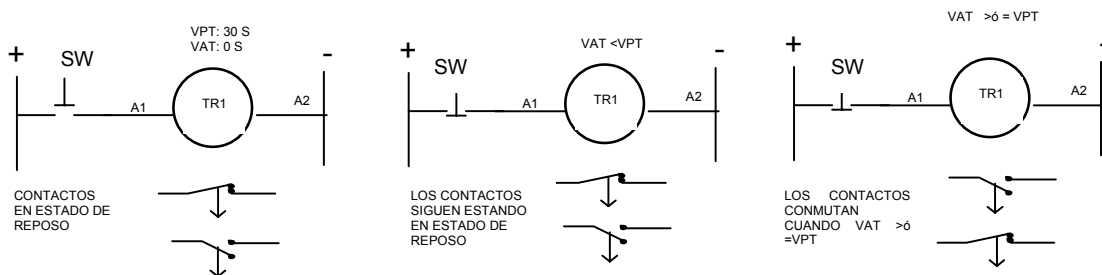 VPT: 30 S
VAT: 0 S
+
-
SW
A1
TR1
A2
CONTACTOS
EN ESTADO DE
REPOSO
VAT <VPT
+
-
SW
A1
TR1
A2
LOS CONTACTOS
SIGUEN ESTANDO
EN ESTADO DE
REPOSO
VAT >ó = VPT
+
-
SW
A1
TR1
A2
LOS CONTACTOS
CONMUTAN
CUANDO VAT >ó
=VPT